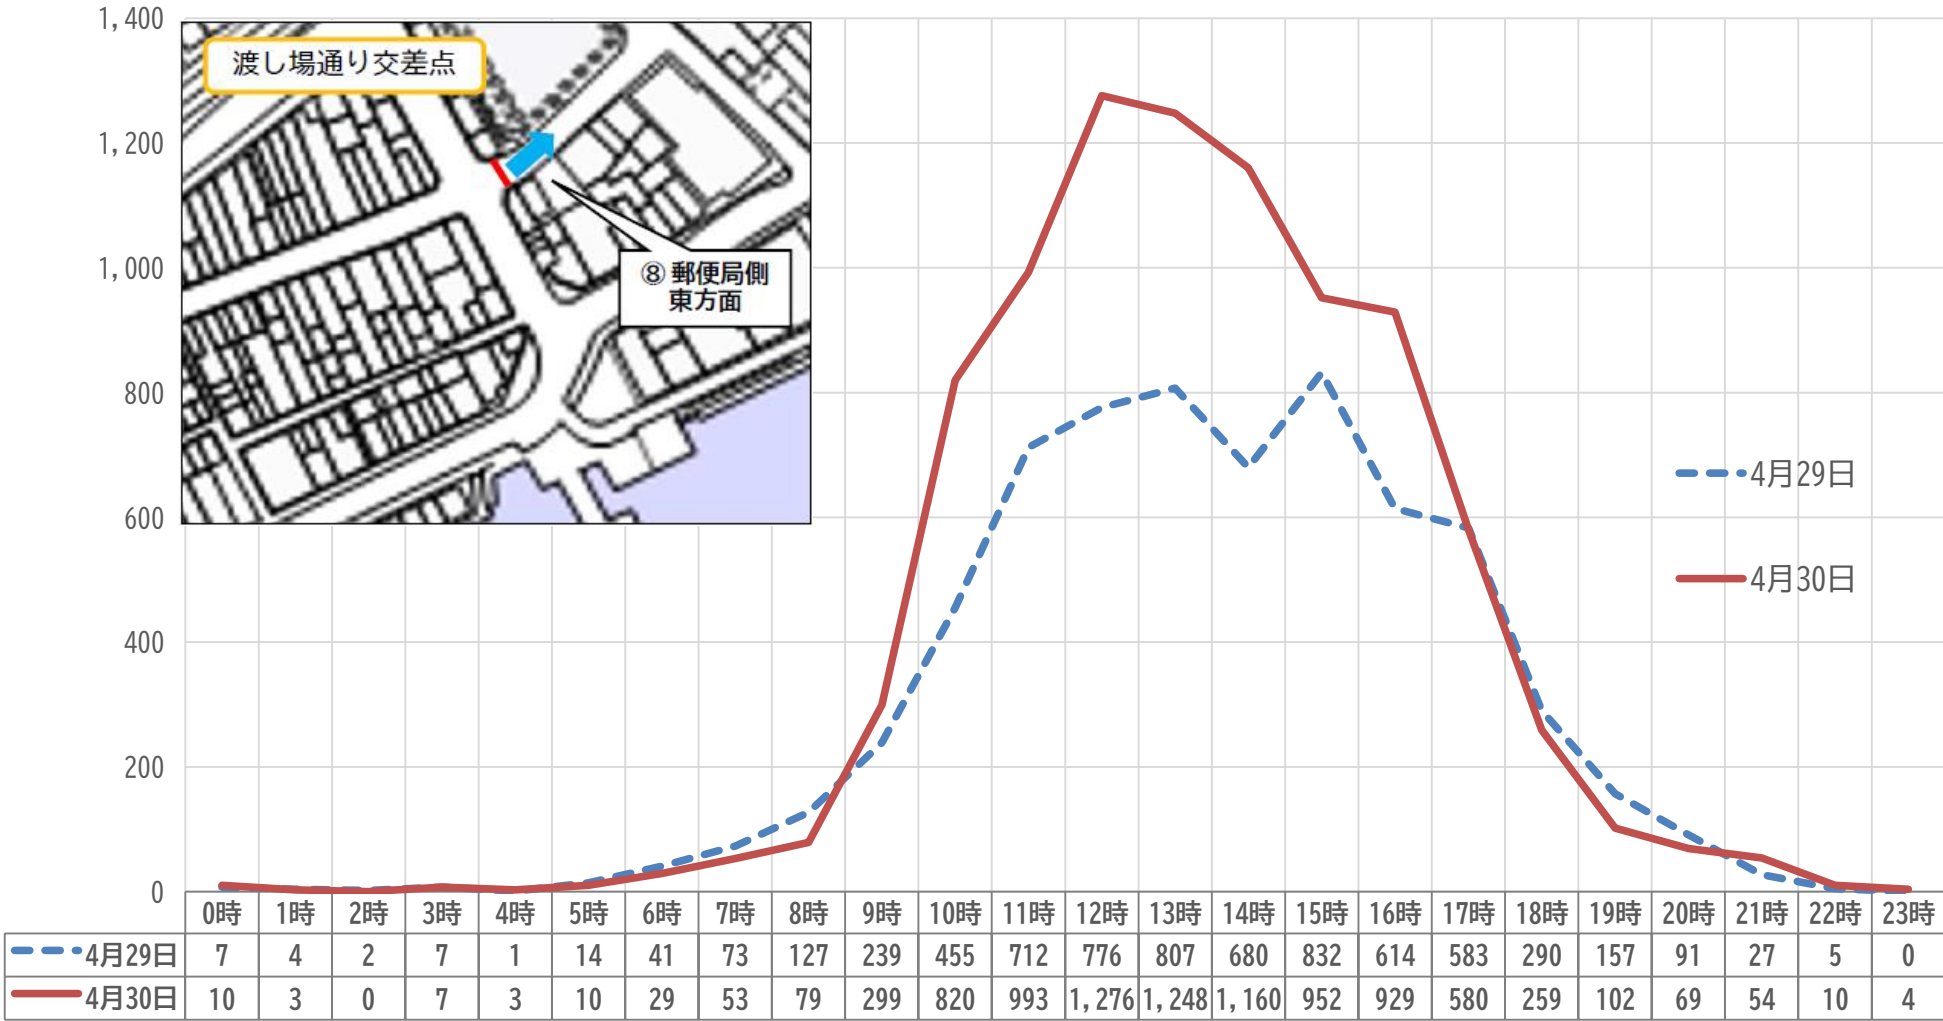 1,400
1,200
1,000
800
600
400
200
0
渡し場通り交差点
⑧ 郵便局側
東方面
4月29日
4月30日
0時 1時 2時 3時 4時 5時 6時 7時 8時 9時 10時 11時 12時 13時 14時 15時 16時 17時 18時 19時 20時 21時 22時 23時
4月29日 7 4 2 7 1 14 41 73 127 239 455 712 776 807 680 832 614 583 290 157 91 27 5 0
4月30日 10 3 0 7 3 10 29 53 79 299 820 993 1,276 1,248 1,160 952 929 580 259 102 69 54 10 4